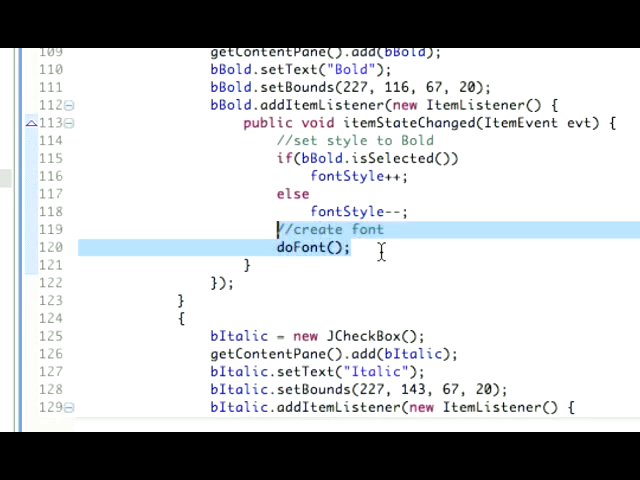 109 getContentPane().add(bBold);
110 bBold.setText("Bold");
111 bBold.setBounds(227, 116, 67, 20);
112 bBold.addItemListener(new ItemListener() {
113 public void itemStateChanged(ItemEvent evt) {
114 //set style to Bold
115 if(bBold.isSelected())
116 fontStyle++;
117 else
118 fontStyle--;
119 //create font
120 doFont();
121 }
122 });
123 }
124 {
125 bItalic = new JCheckBox();
126 getContentPane().add(bItalic);
127 bItalic.setText("Italic");
128 bItalic.setBounds(227, 143, 67, 20);
129 bItalic.addItemListener(new ItemListener() {